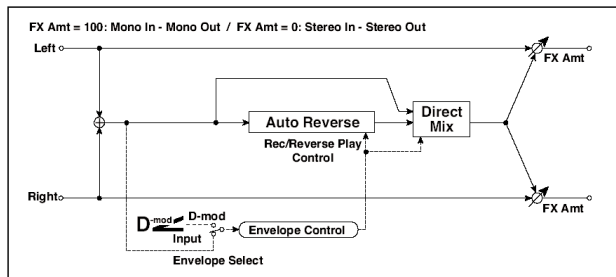 FX Amt = 100: Mono In - Mono Out / FX Amt = 0: Stereo In - Stereo Out
Left
FX Amt
Auto Reverse
Direct
Mix
Rec/Reverse Play
Control
Right
FX Amt
D-mod
D-mod
Input
Envelope Control
Envelope Select